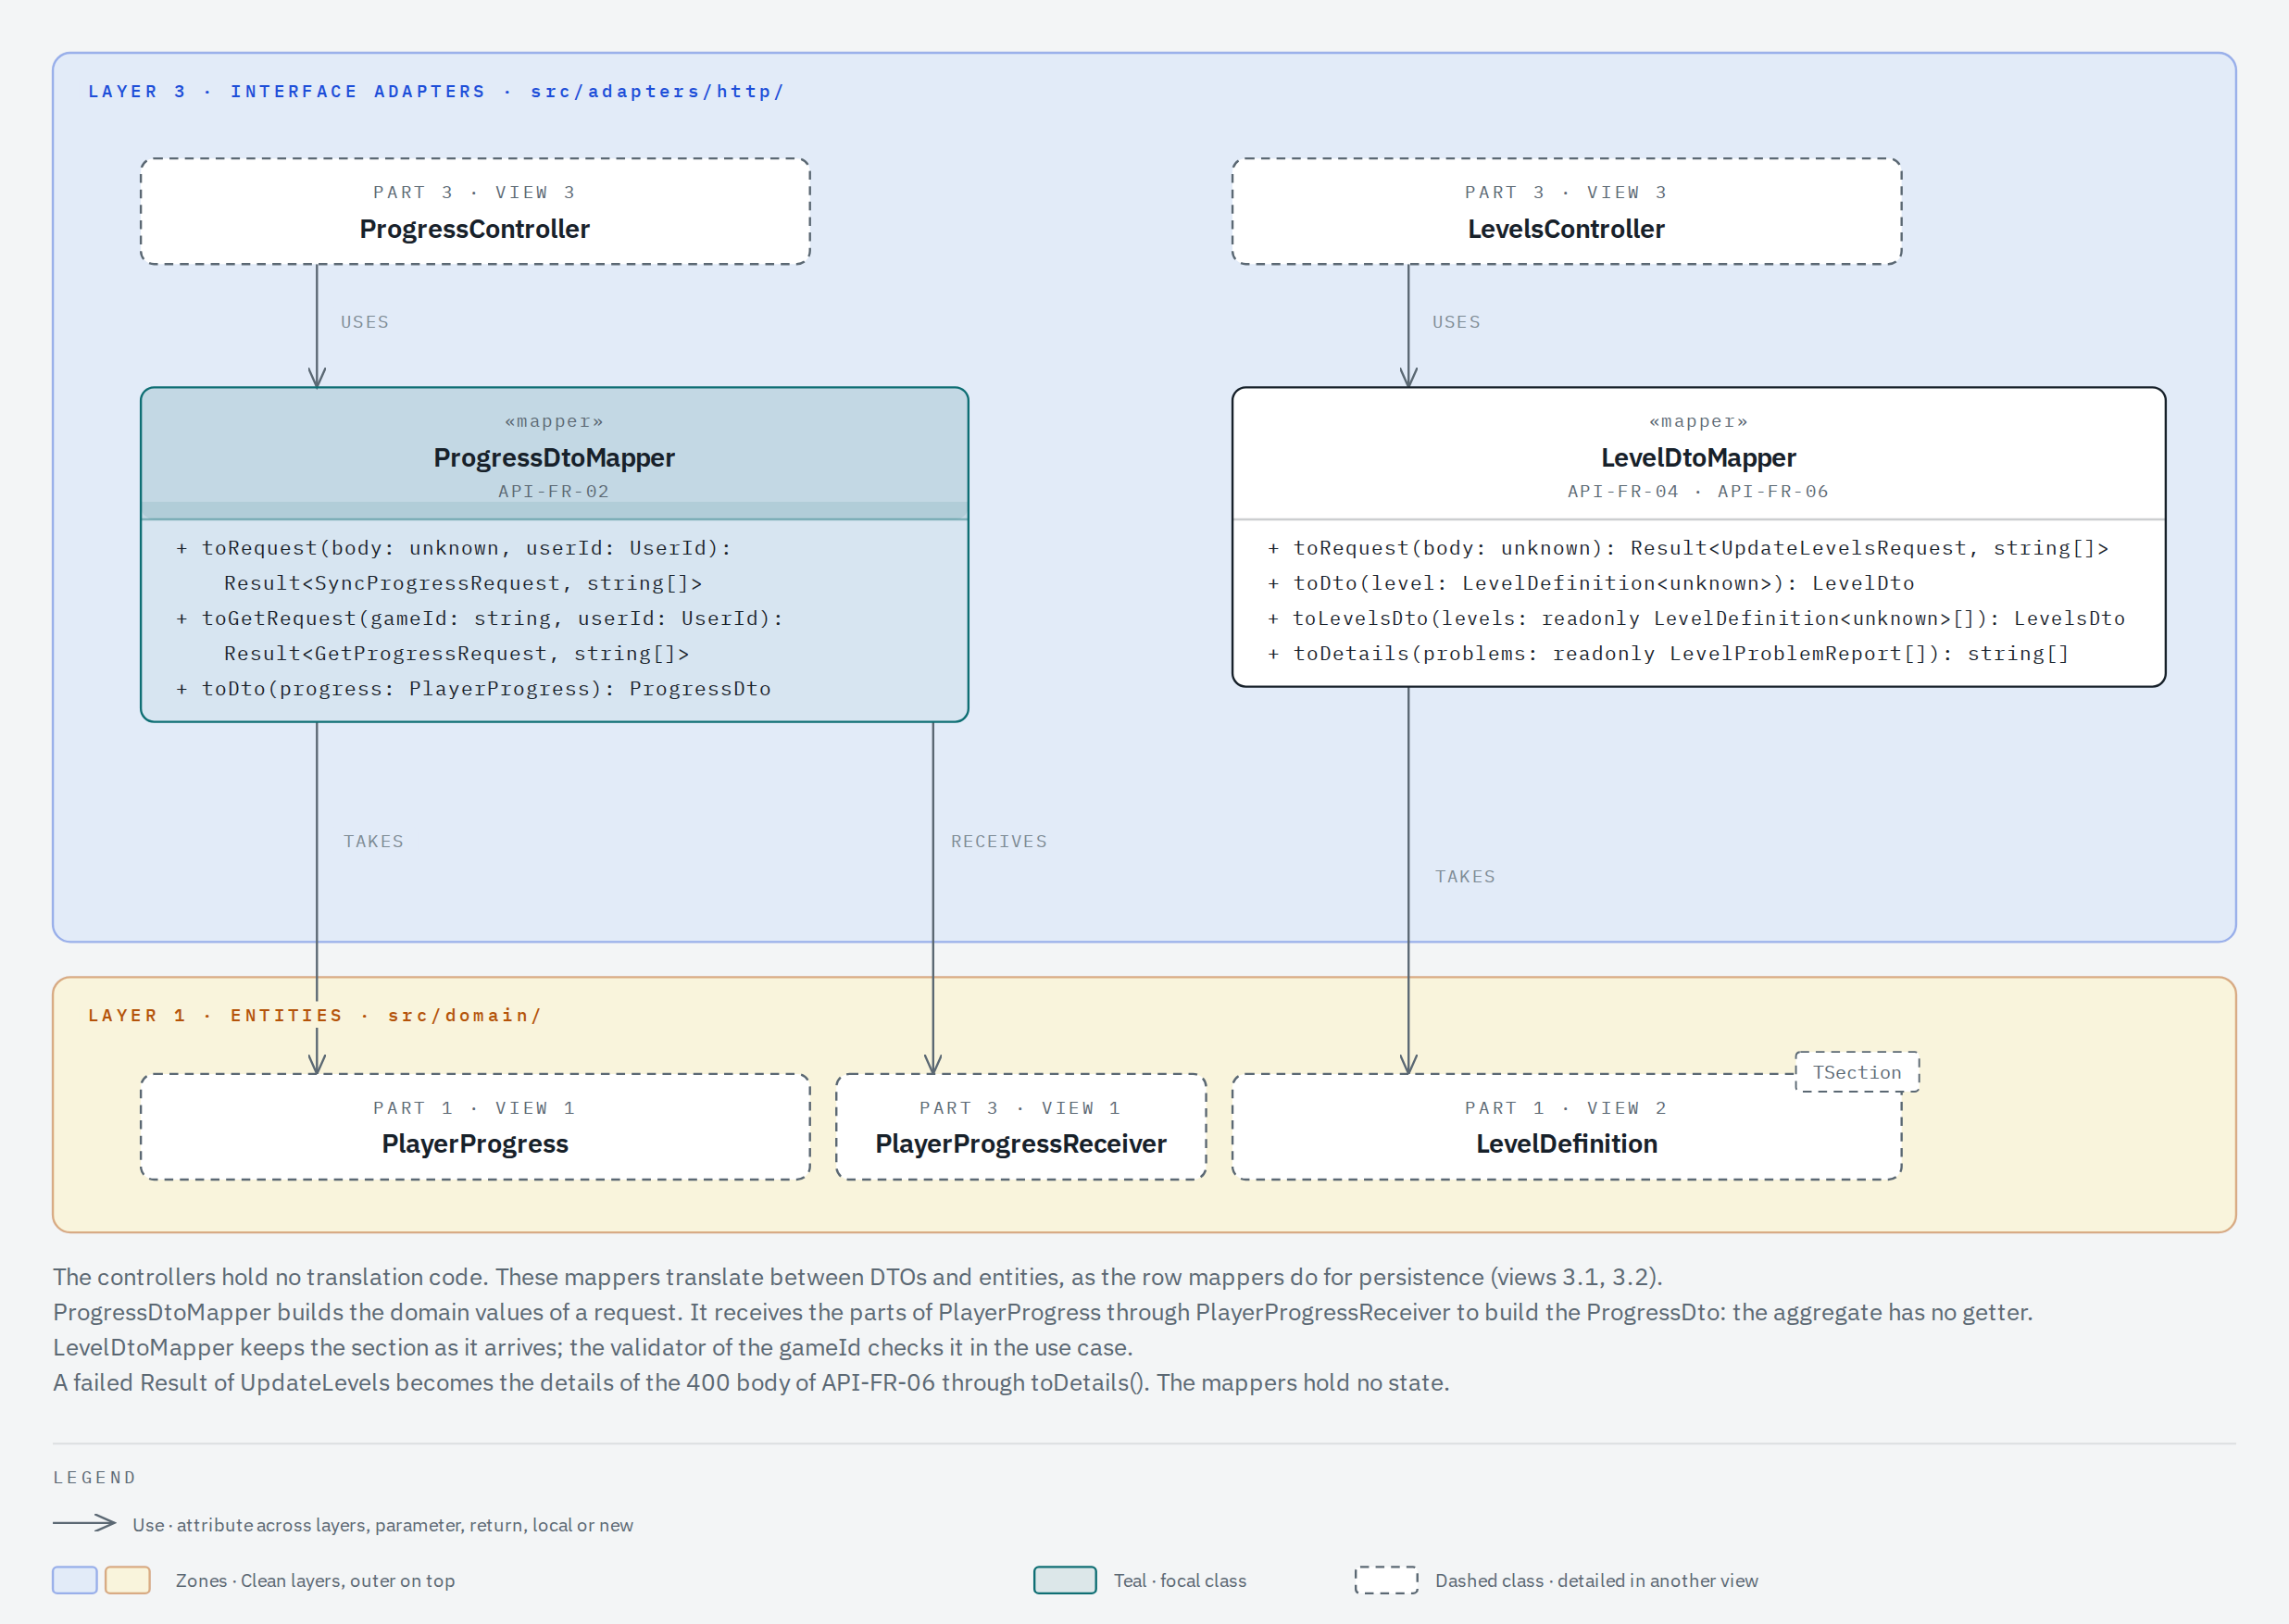 LAYER 3 · INTERFACE ADAPTERS · src/adapters/http/
PART 3 · VIEW 3
ProgressController
PART 3 · VIEW 3
LevelsController
USES
USES
«mapper»
ProgressDtoMapper
API-FR-02
+ toRequest(body: unknown, userId: UserId):
Result<SyncProgressRequest, string[]>
+ toGetRequest(gameId: string, userId: UserId):
Result<GetProgressRequest, string[]>
+ toDto(progress: PlayerProgress): ProgressDto
«mapper»
LevelDtoMapper
API-FR-04 · API-FR-06
+ toRequest(body: unknown): Result<UpdateLevelsRequest, string[]>
+ toDto(level: LevelDefinition<unknown>): LevelDto
+ toLevelsDto(levels: readonly LevelDefinition<unknown>[]): LevelsDto
+ toDetails(problems: readonly LevelProblemReport[]): string[]
TAKES
RECEIVES
TAKES
LAYER 1 · ENTITIES · src/domain/
PART 1 · VIEW 1
PlayerProgress
PART 3 · VIEW 1
PlayerProgressReceiver
TSection
PART 1 · VIEW 2
LevelDefinition
The controllers hold no translation code. These mappers translate between DTOs and entities, as the row mappers do for persistence (views 3.1, 3.2).
ProgressDtoMapper builds the domain values of a request. It receives the parts of PlayerProgress through PlayerProgressReceiver to build the ProgressDto: the aggregate has no getter.
LevelDtoMapper keeps the section as it arrives; the validator of the gameId checks it in the use case.
A failed Result of UpdateLevels becomes the details of the 400 body of API-FR-06 through toDetails(). The mappers hold no state.
LEGEND
Use · attribute across layers, parameter, return, local or new
Zones · Clean layers, outer on top
Teal · focal class
Dashed class · detailed in another view